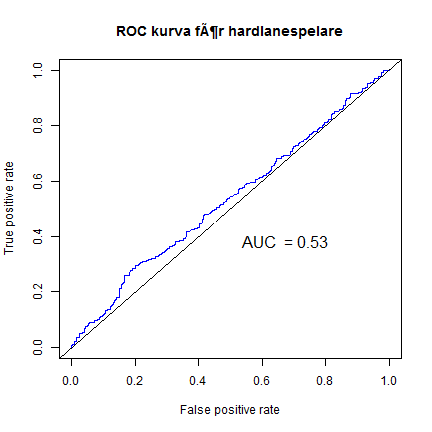 ROC kurva fÃ¶r hardlanespelare
1.0
0.8
0.6
0.4
0.2
0.0
True positive rate
AUC = 0.53
0.0 0.2 0.4 0.6 0.8 1.0
False positive rate